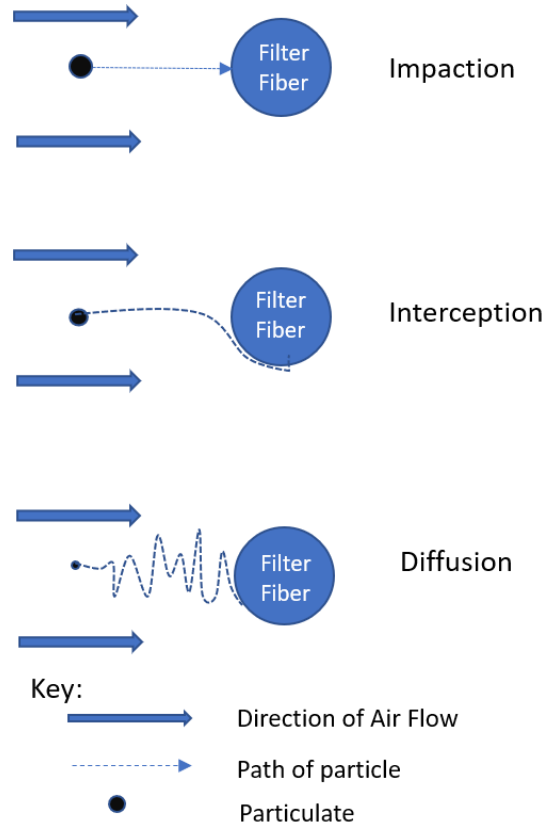 Filter
Fiber
Impaction
Filter
Fiber
Interception
Filter
Fiber
Diffusion
Key:
Direction of Air Flow
Path of particle
Particulate